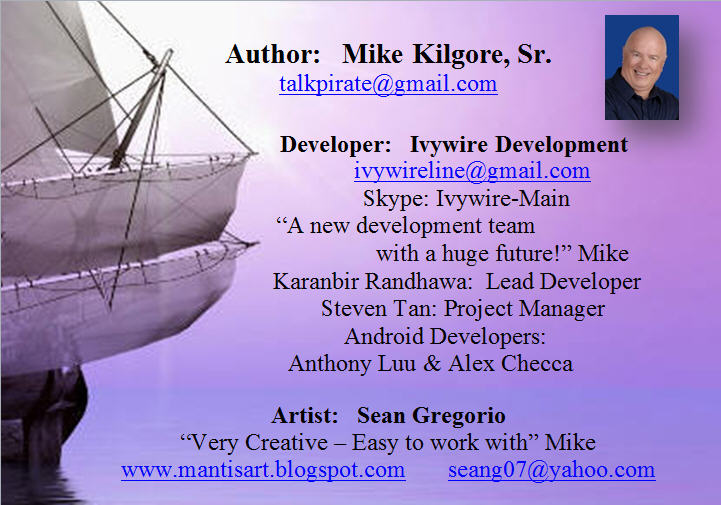 Author: Mike Kilgore, Sr.
talkpirate@gmail.com
Developer: Ivywire Development
ivywireline@gmail.com
Skype: Ivywire-Main
“A new development team
with a huge future!” Mike
Karanbir Randhawa: Lead Developer
Steven Tan: Project Manager
Android Developers:
Anthony Luu & Alex Checca
Artist: Sean Gregorio
“Very Creative – Easy to work with” Mike
www.mantisart.blogspot.com seang07@yahoo.com